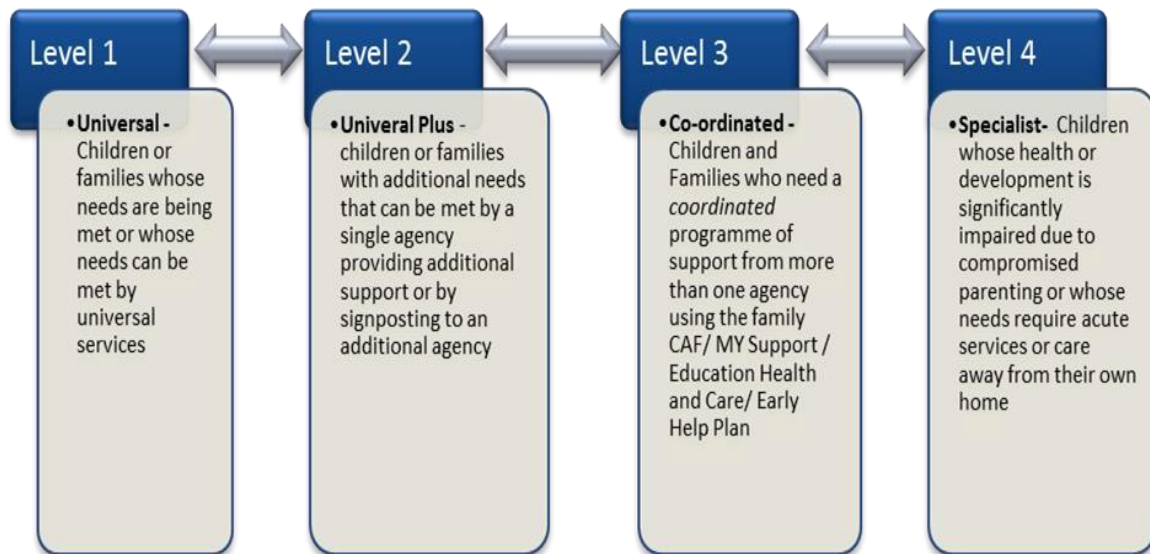 Level 1
•Universal -
Children or
families whose
needs are being
met or whose
needs can be
met by
universal
services
Level 2
•Univeral Plus -
children or families
with additional needs
that can be met by a
single agency
providing additional
support or by
signposting to an
additional agency
Level 3
•Co-ordinated -
Children and
Families who need a
coordinated
programme of
support from more
than one agency
using the family
CAF/ MY Support /
Education Health
and Care/ Early
Help Plan
Level 4
•Specialist- Children
whose health or
development is
significantly
impaired due to
compromised
parenting or whose
needs require acute
services or care
away from their own
home